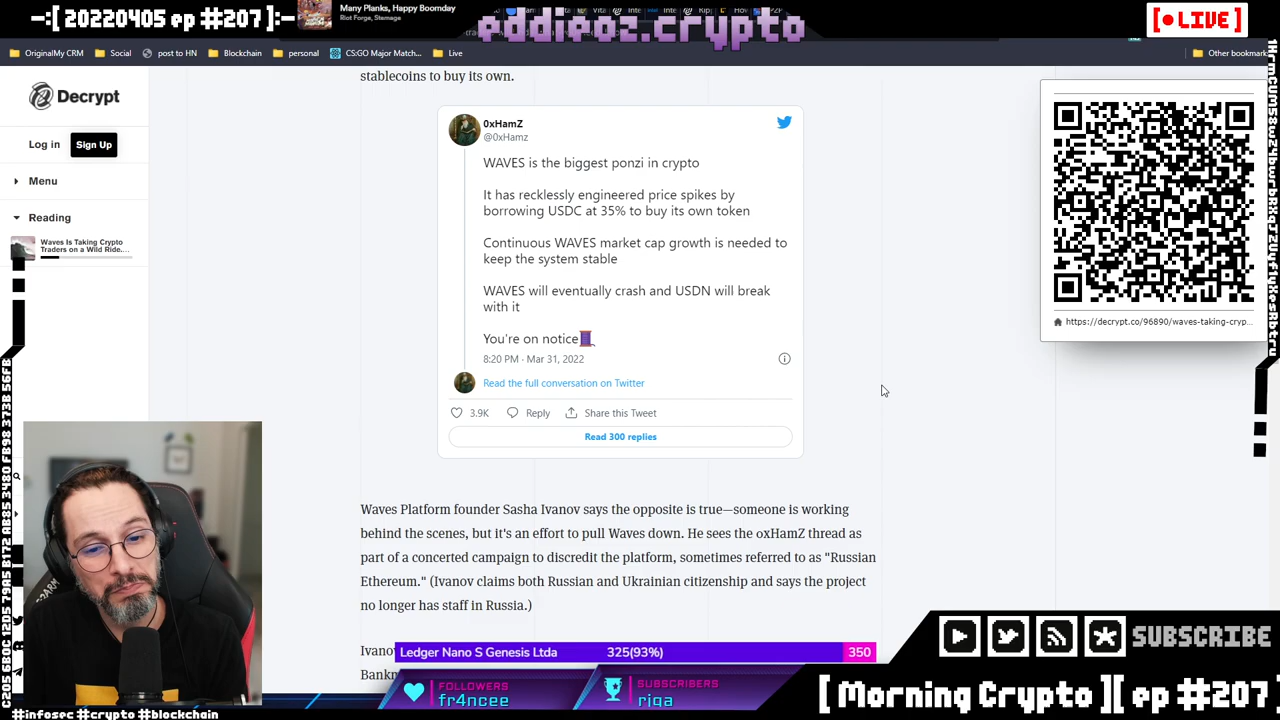 -:[ 20220405 ep #207]:-
Many Planks, Happy Boomday
Riot Forge, Stemage
eddieoz.crypto
[●LIVE]
OriginalMy CRM
Social
post to HN
Blockchain
personal
CS:GO Major Match...
Live
Other bookmark
Decrypt
Log in
Sign Up
Menu
Reading
Waves Is Taking Crypto
Traders on a Wild Ride....
stablecoins to buy its own.
0xHamZ
@0xHamz
WAVES is the biggest ponzi in crypto
It has recklessly engineered price spikes by
borrowing USDC at 35% to buy its own token
Continuous WAVES market cap growth is needed to
keep the system stable
WAVES will eventually crash and USDN will break
with it
You're on notice🧵
8:20 PM · Mar 31, 2022
Read the full conversation on Twitter
3.9K
Reply
Share this Tweet
Read 300 replies
https://decrypt.co/96890/waves-taking-cryp...
Waves Platform founder Sasha Ivanov says the opposite is true—someone is working
behind the scenes, but it's an effort to pull Waves down. He sees the oxHamZ thread as
part of a concerted campaign to discredit the platform, sometimes referred to as "Russian
Ethereum." (Ivanov claims both Russian and Ukrainian citizenship and says the project
no longer has staff in Russia.)
Ivano
Bankr
Ledger Nano S Genesis Ltda
325(93%)
350
FOLLOWERS
fr4ncee
SUBSCRIBERS
riga
SUBSCRIBE
[Morning Crypto][ep #207]
#infosec #crypto #blockchain